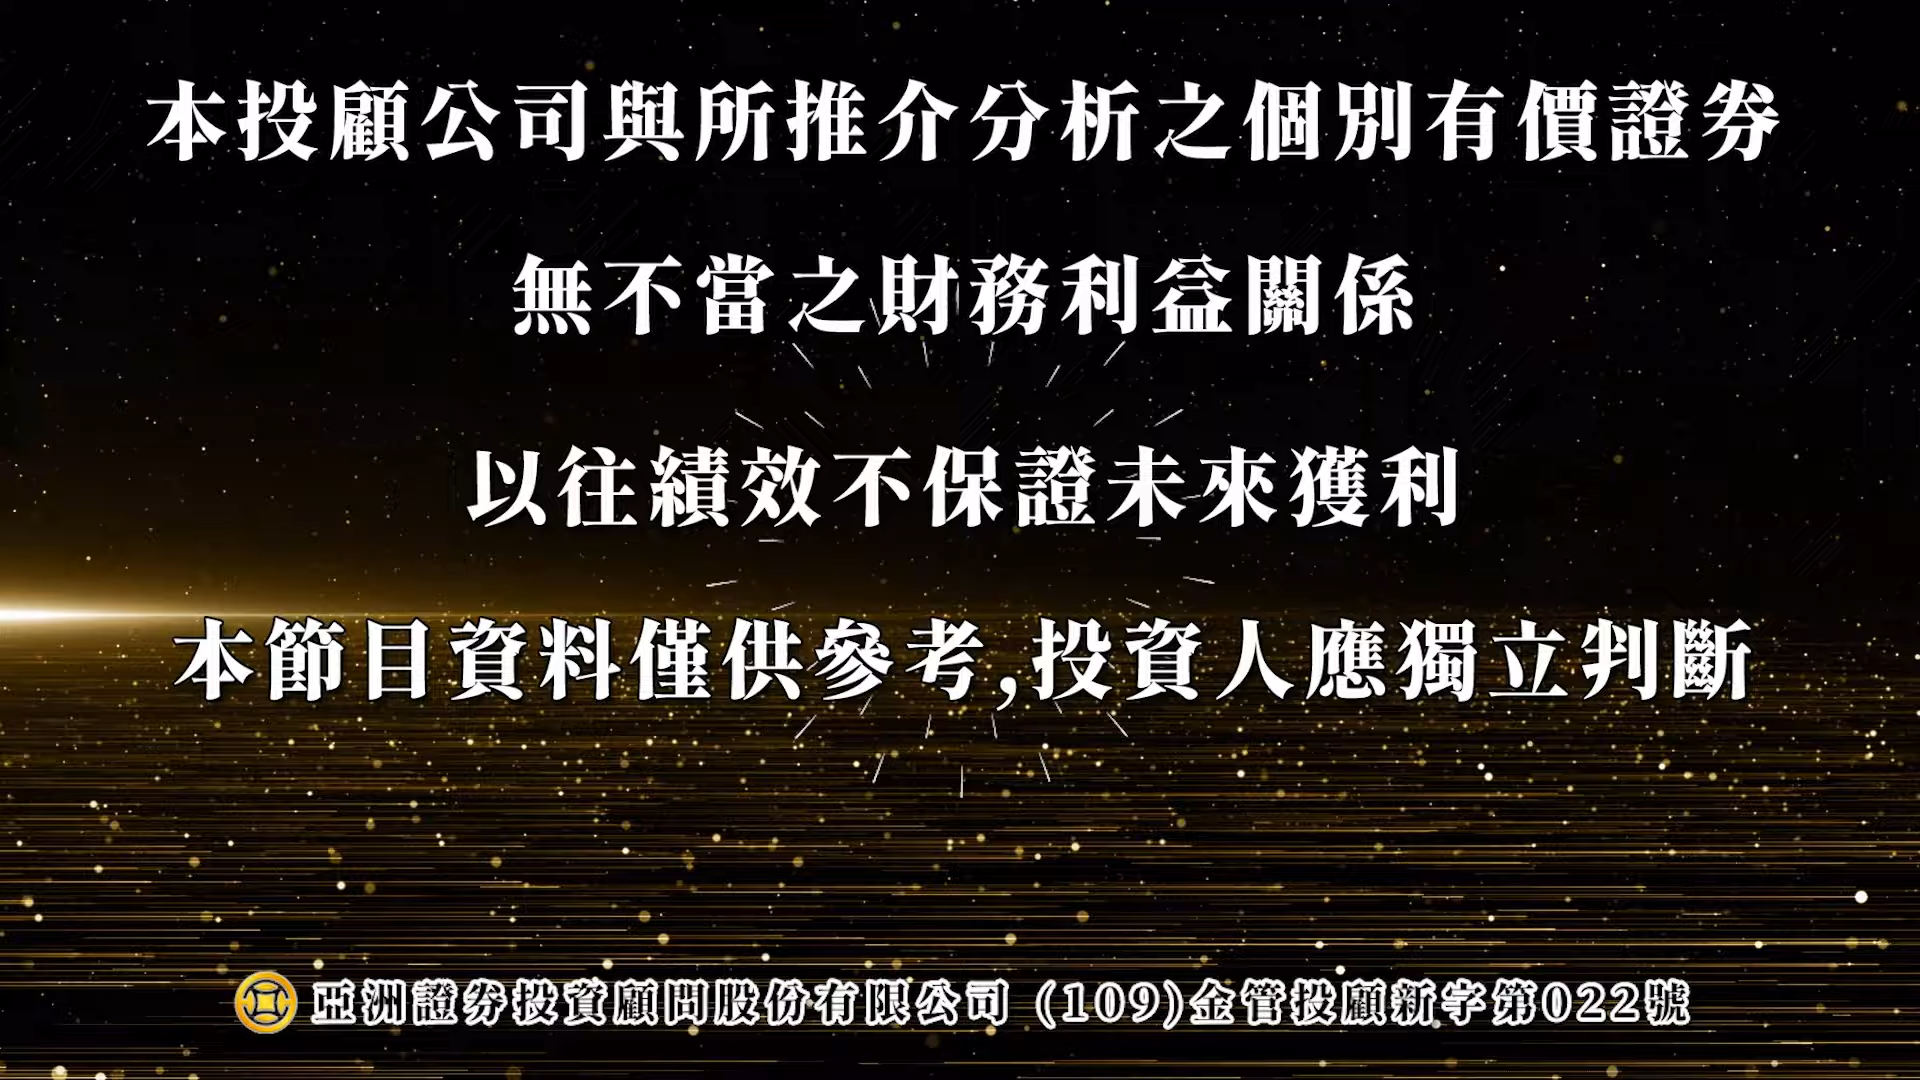 本投顧公司與所推介分析之個別有價證券
無不當之財務利益關係
以往績效不保證未來獲利
本節目資料僅供參考,投資人應獨立判斷
亞洲證券投資顧問股份有限公司 (109)金管投顧新字第022號